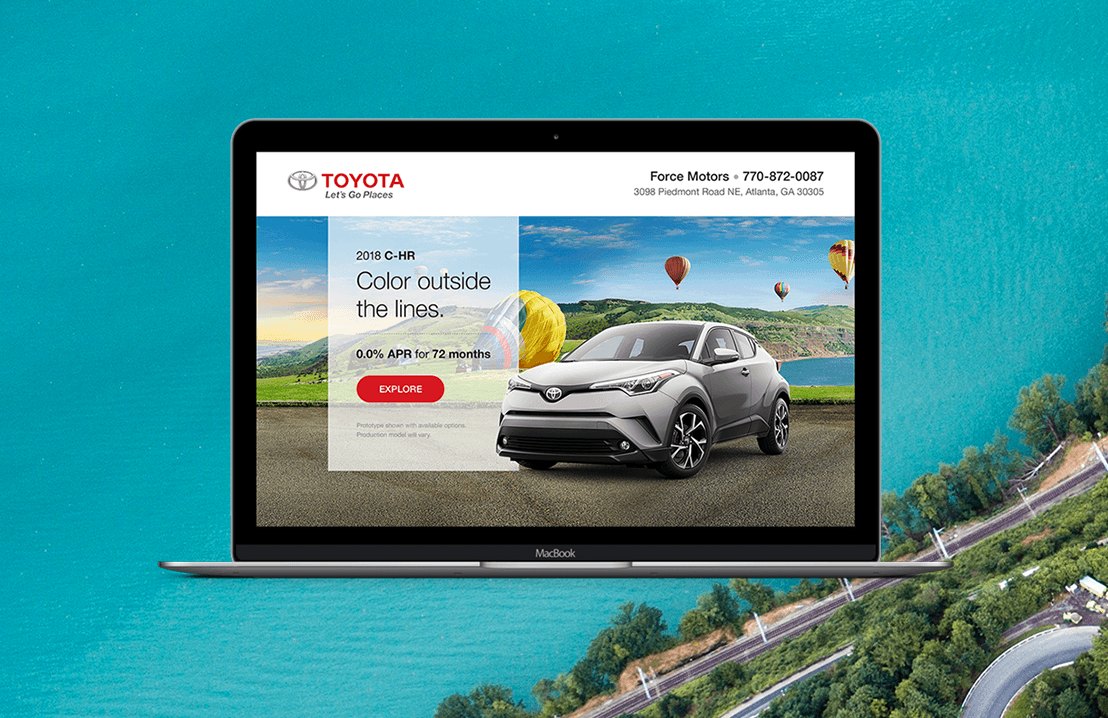 TOYOTA
Let's Go Places
Force Motors • 770-872-0087
3098 Piedmont Road NE, Atlanta, GA 30305
2018 C-HR
Color outside
the lines.
0.0% APR for 72 months
EXPLORE
Prototype shown with available options.
Production model will vary.
MacBook